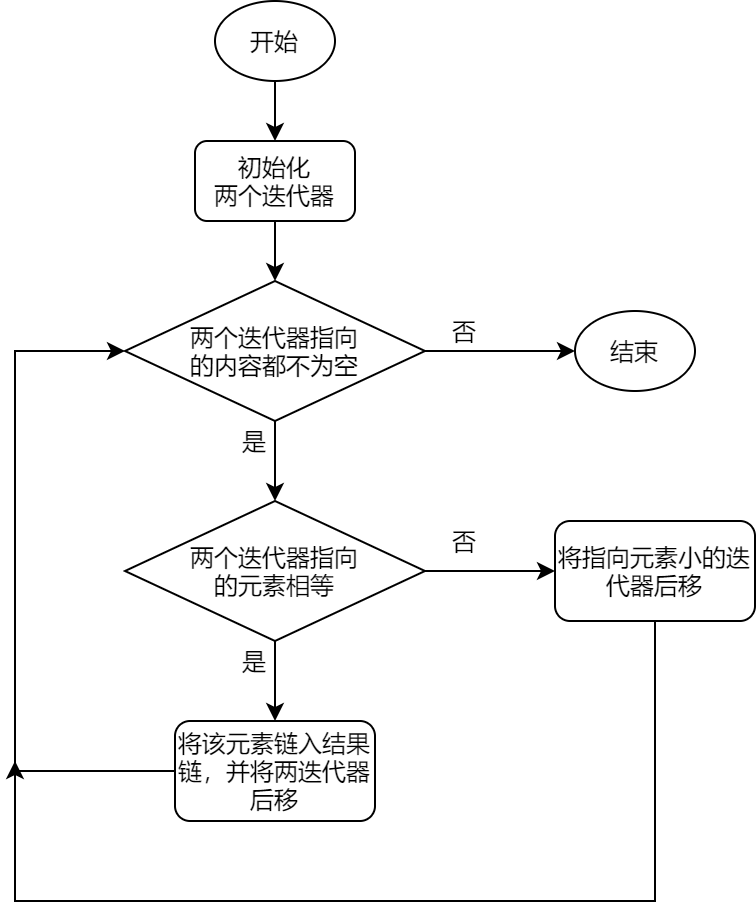 开始
初始化
两个迭代器
两个迭代器指向
的内容都不为空
否
结束
是
两个迭代器指向
的元素相等
否
将指向元素小的迭
代器后移
是
将该元素链入结果
链，并将两迭代器
后移